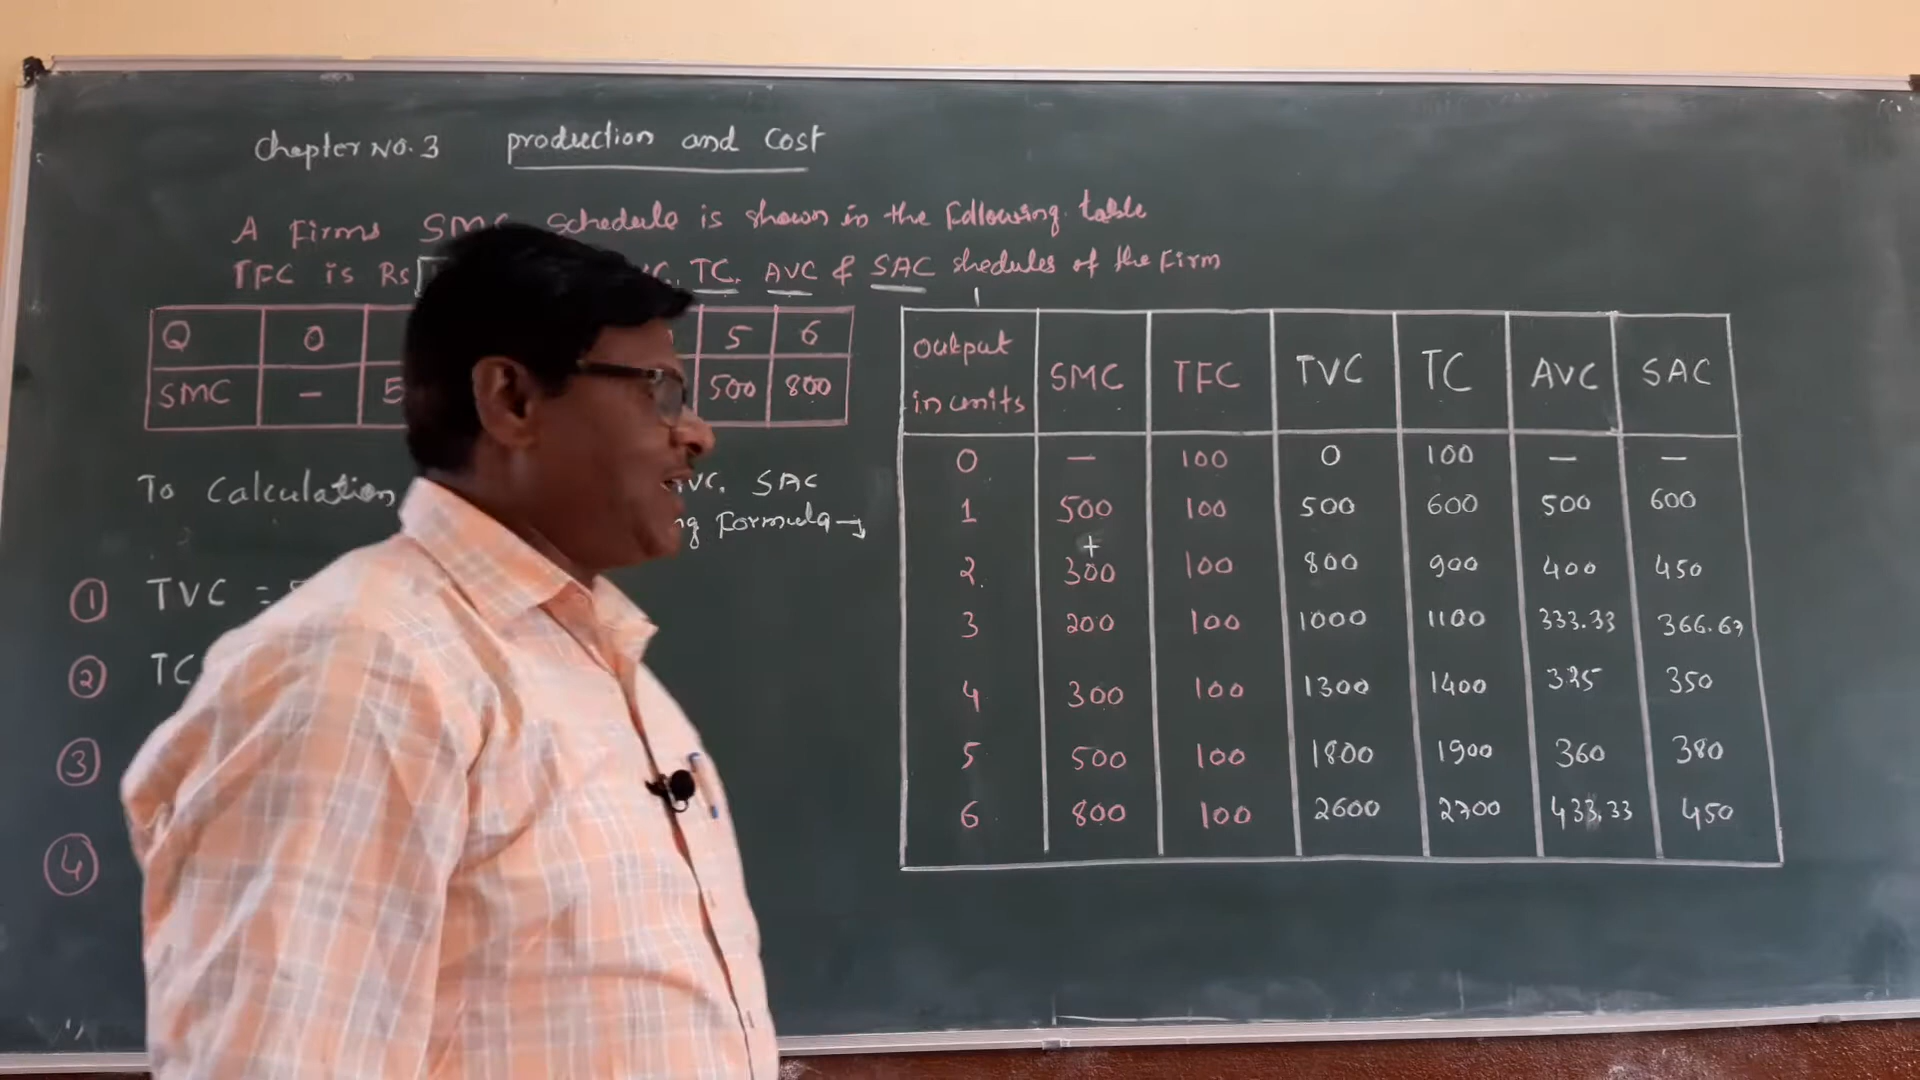 Chapter No. 3 production and Cost
A Firms SMC Schedule is shown in the Following table
TFC is Rs TC, AVC & SAC shedules of the Firm
Q 0 5 6
SMC – 5 500 800
To Calculation AVC, SAC
Formula →
① TVC =
② TC
③
④
output in units SMC TFC TVC TC AVC SAC
0 – 100 0 100 – –
1 500 100 500 600 500 600
+
2. 300 100 800 900 400 450
3 200 100 1000 1100 333.33 366.67
4 300 100 1300 1400 325 350
5 500 100 1800 1900 360 380
6 800 100 2600 2700 433.33 450